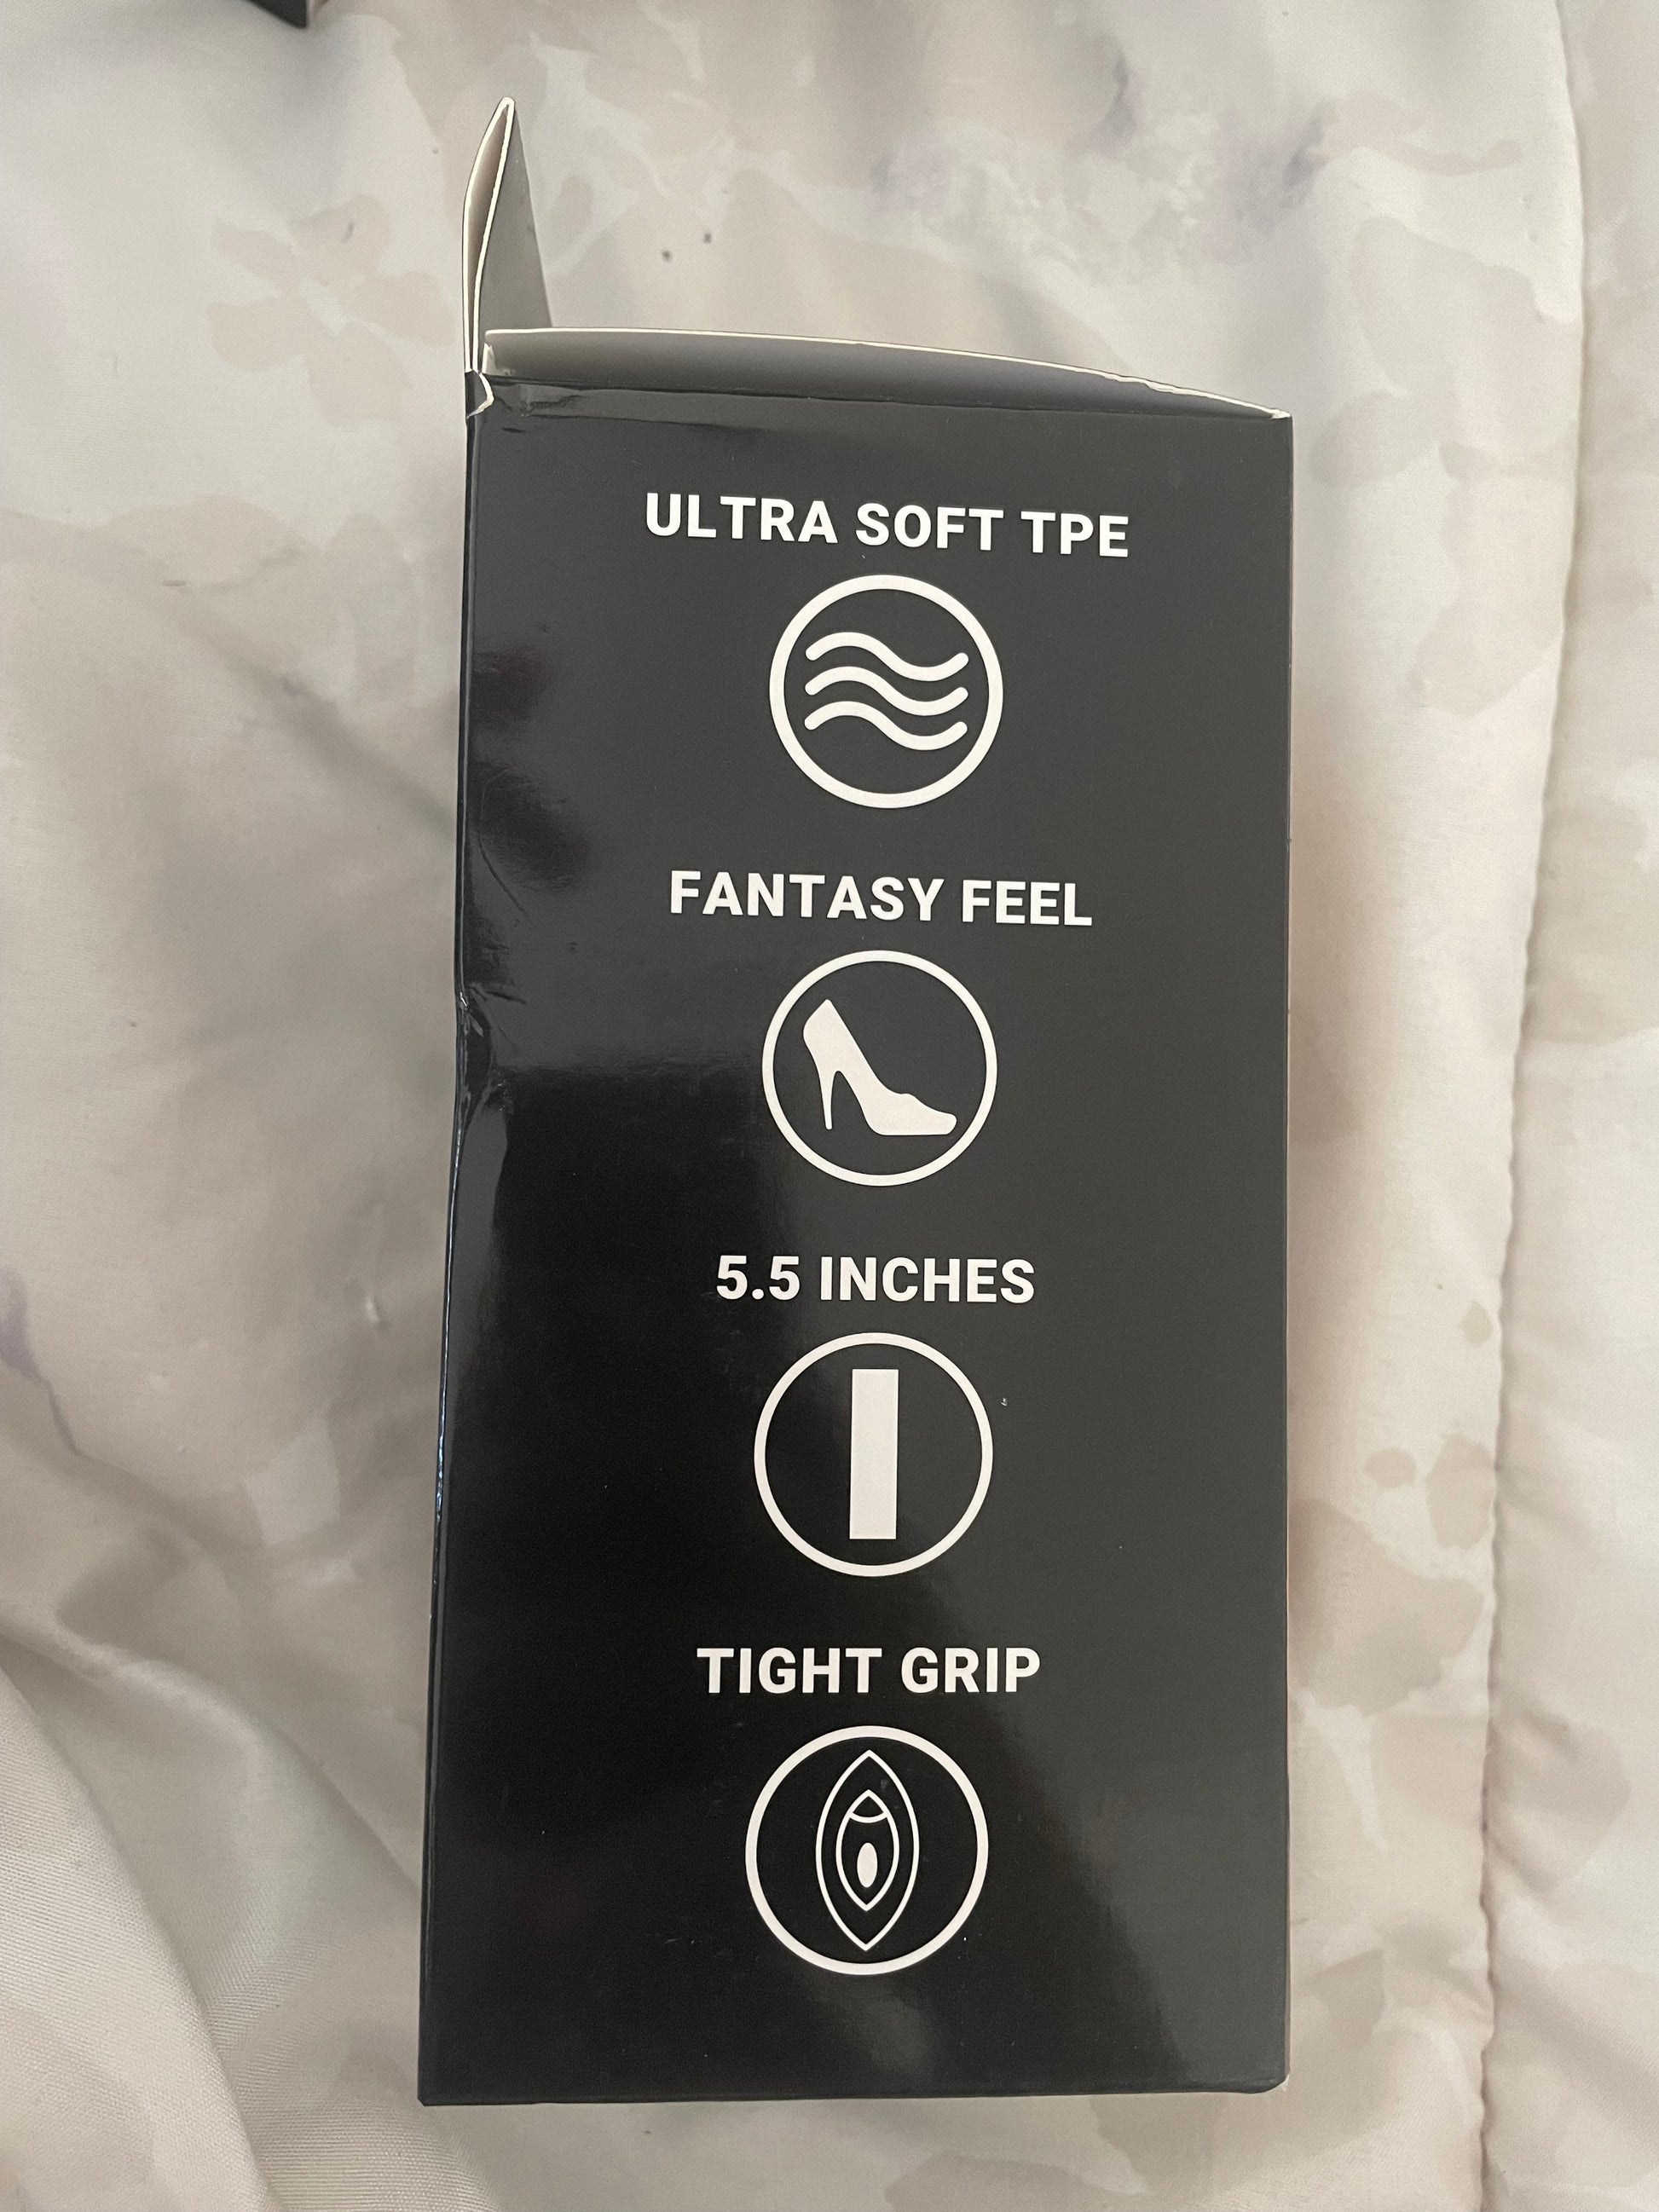 ULTRA SOFT TPE
FANTASY FEEL
5.5 INCHES
TIGHT GRIP